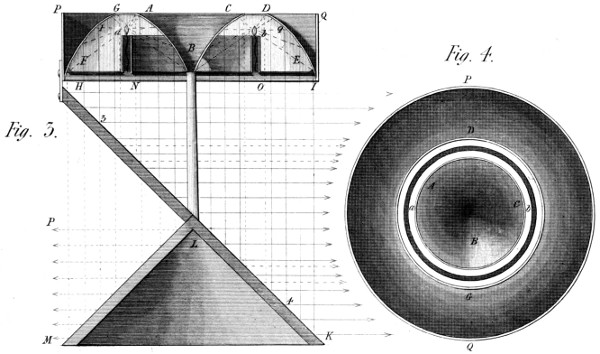 P G A C D Q
t d b q
B
F E
H N O I
Fig. 3. 3
P
L
4
M K
Fig. 4.
P
D
A
a C b
B
G
Q